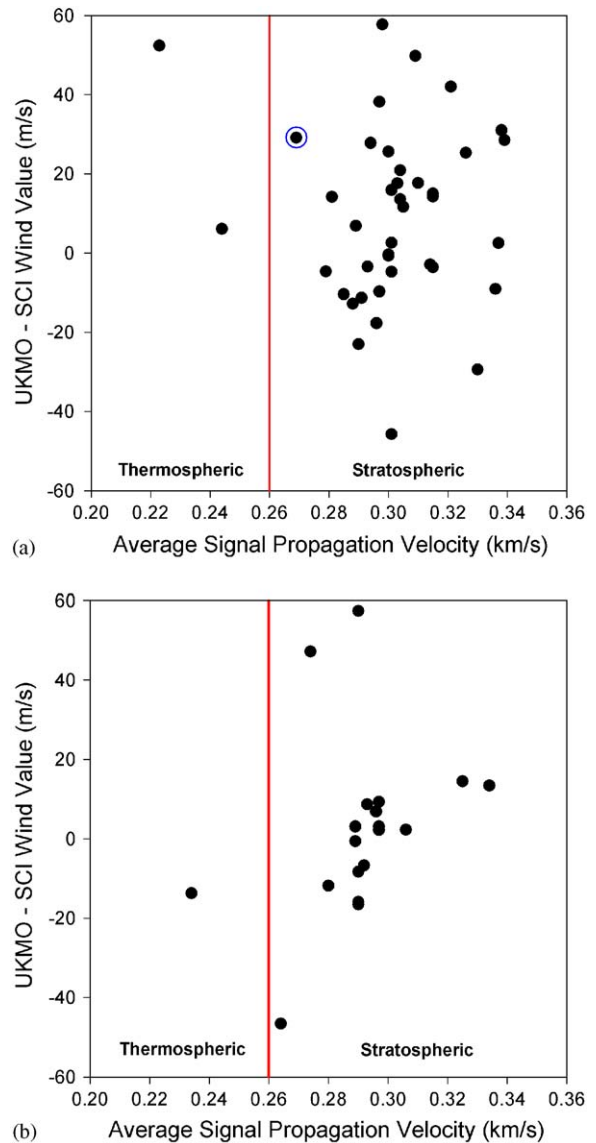 60
40
20
0
-20
-40
-60
UKMO - SCI Wind Value (m/s)
Thermospheric
Stratospheric
0.20 0.22 0.24 0.26 0.28 0.30 0.32 0.34 0.36
(a) Average Signal Propagation Velocity (km/s)
60
40
20
0
-20
-40
-60
UKMO - SCI Wind Value (m/s)
Thermospheric
Stratospheric
0.20 0.22 0.24 0.26 0.28 0.30 0.32 0.34 0.36
(b) Average Signal Propagation Velocity (km/s)